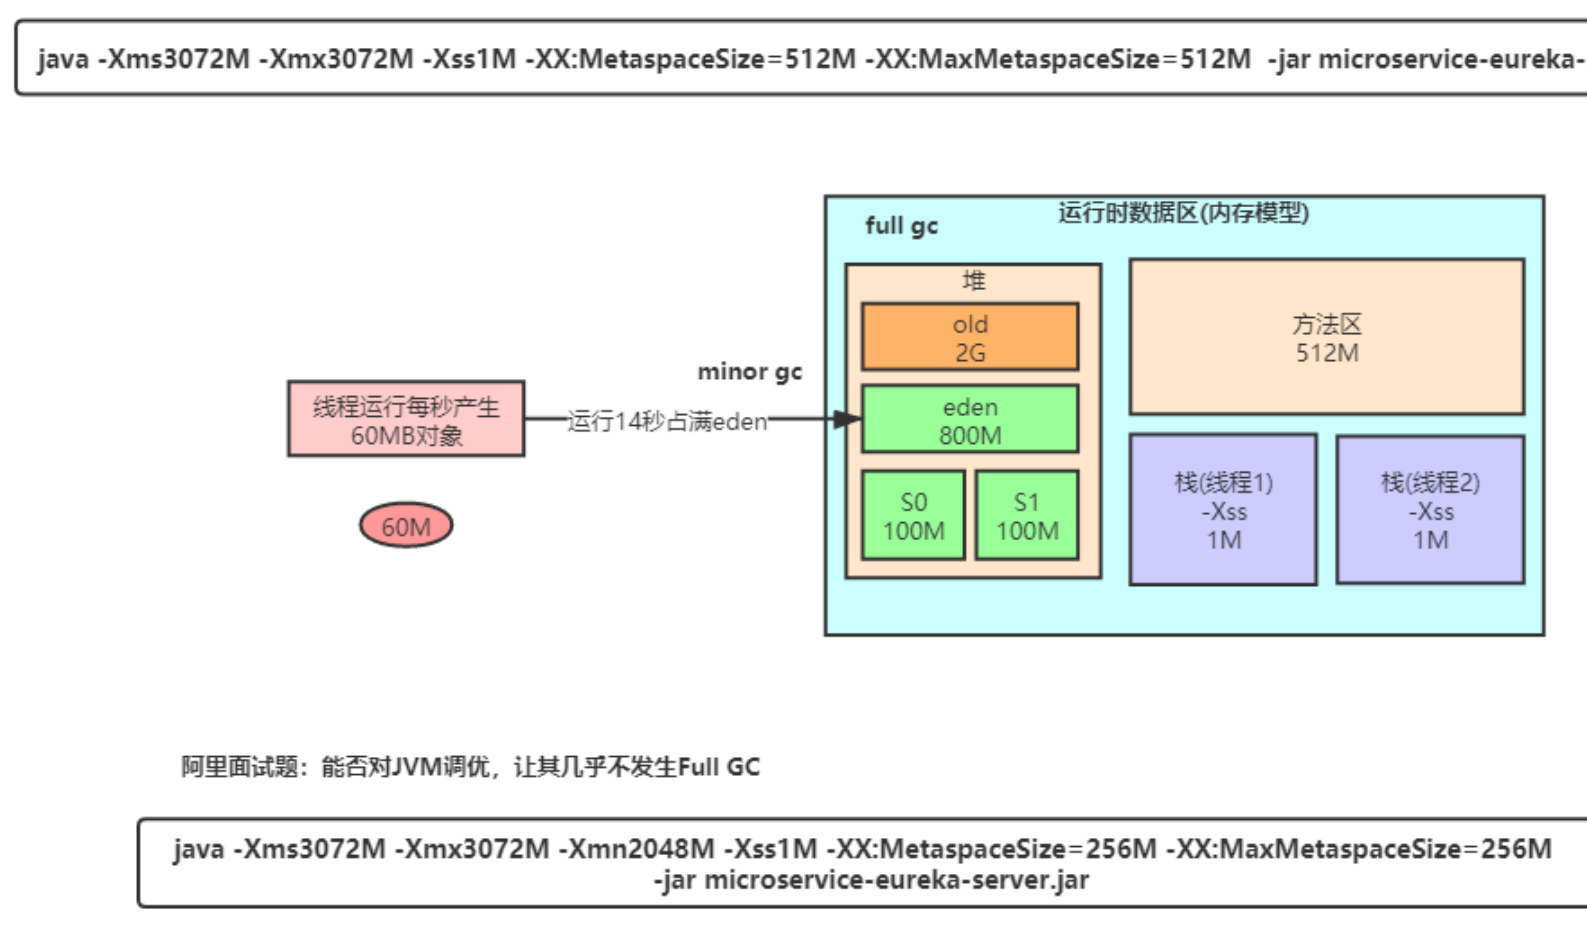 java -Xms3072M -Xmx3072M -Xss1M -XX:MetaspaceSize=512M -XX:MaxMetaspaceSize=512M  -jar microservice-eureka-
运行时数据区(内存模型)
full gc
堆
old
2G
方法区
512M
minor gc
线程运行每秒产生
60MB对象
运行14秒占满eden
eden
800M
S0
100M
S1
100M
栈(线程1)
-Xss
1M
栈(线程2)
-Xss
1M
60M
阿里面试题：能否对JVM调优，让其几乎不发生Full GC
java -Xms3072M -Xmx3072M -Xmn2048M -Xss1M -XX:MetaspaceSize=256M -XX:MaxMetaspaceSize=256M
-jar microservice-eureka-server.jar